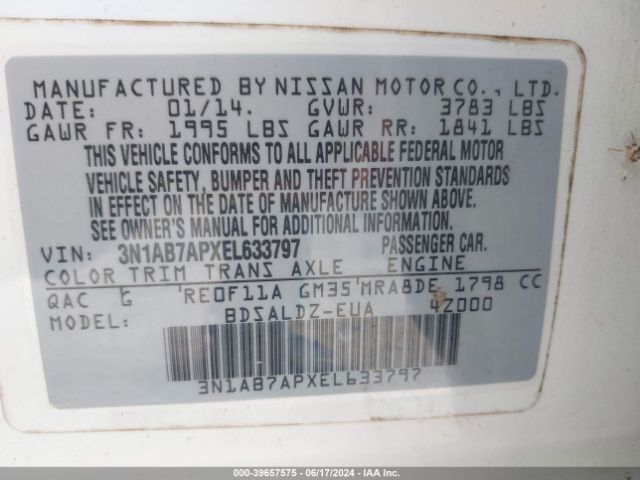 MANUFACTURED BY NISSAN MOTOR CO., LTD.
DATE: 01/14. GVWR: 3783 LBS
GAWR FR: 1995 LBS GAWR RR: 1841 LBS
THIS VEHICLE CONFORMS TO ALL APPLICABLE FEDERAL MOTOR
VEHICLE SAFETY, BUMPER AND THEFT PREVENTION STANDARDS
IN EFFECT ON THE DATE OF MANUFACTURE SHOWN ABOVE.
SEE OWNER'S MANUAL FOR ADDITIONAL INFORMATION.
VIN: 3N1AB7APXEL633797 PASSENGER CAR.
COLOR TRIM TRANS AXLE ENGINE
QAC G 'RE0F11A GM35'MRA8DE 1798 CC
MODEL: BDSALDZ-EUA 4Z000
3N1AB7APXEL633797
000-39657575 - 06/17/2024 - IAA Inc.